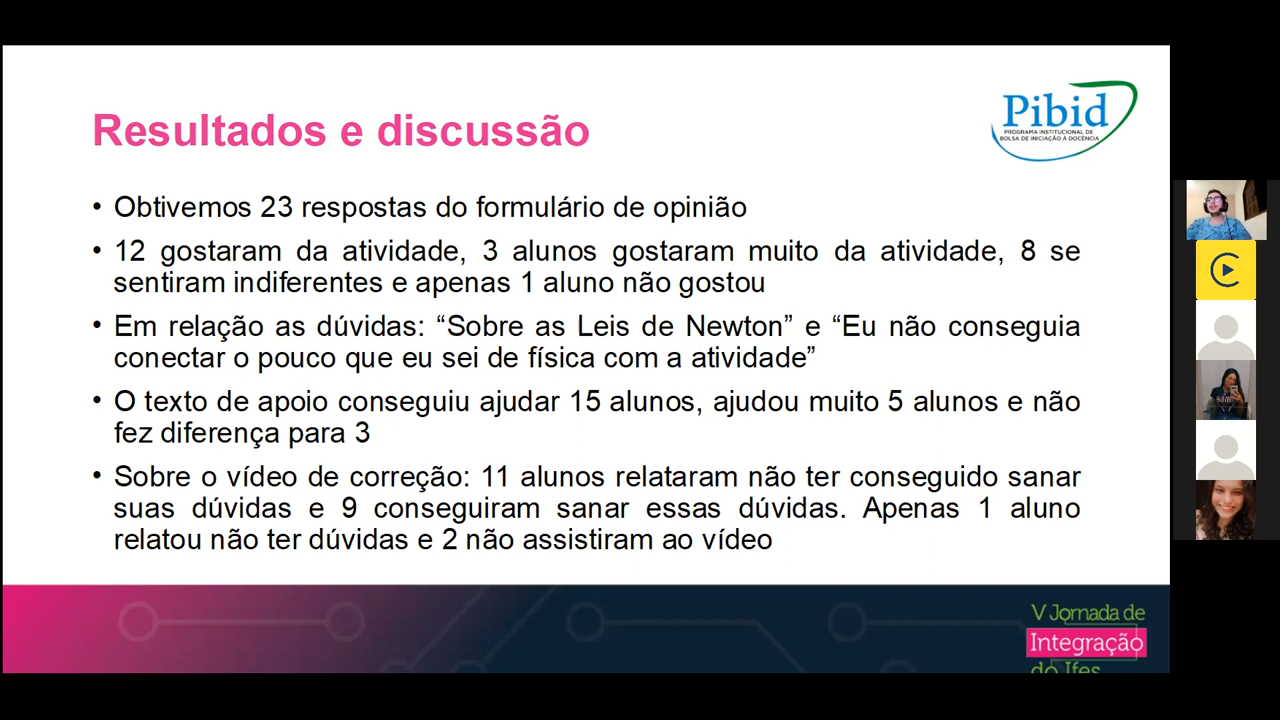 Resultados e discussão
Pibid
PROGRAMA INSTITUCIONAL DE
BOLSA DE INICIAÇÃO À DOCÊNCIA
• Obtivemos 23 respostas do formulário de opinião
• 12 gostaram da atividade, 3 alunos gostaram muito da atividade, 8 se
sentiram indiferentes e apenas 1 aluno não gostou
• Em relação as dúvidas: “Sobre as Leis de Newton” e “Eu não conseguia
conectar o pouco que eu sei de física com a atividade”
• O texto de apoio conseguiu ajudar 15 alunos, ajudou muito 5 alunos e não
fez diferença para 3
• Sobre o vídeo de correção: 11 alunos relataram não ter conseguido sanar
suas dúvidas e 9 conseguiram sanar essas dúvidas. Apenas 1 aluno
relatou não ter dúvidas e 2 não assistiram ao vídeo
V Jornada de
Integração
do Ifes